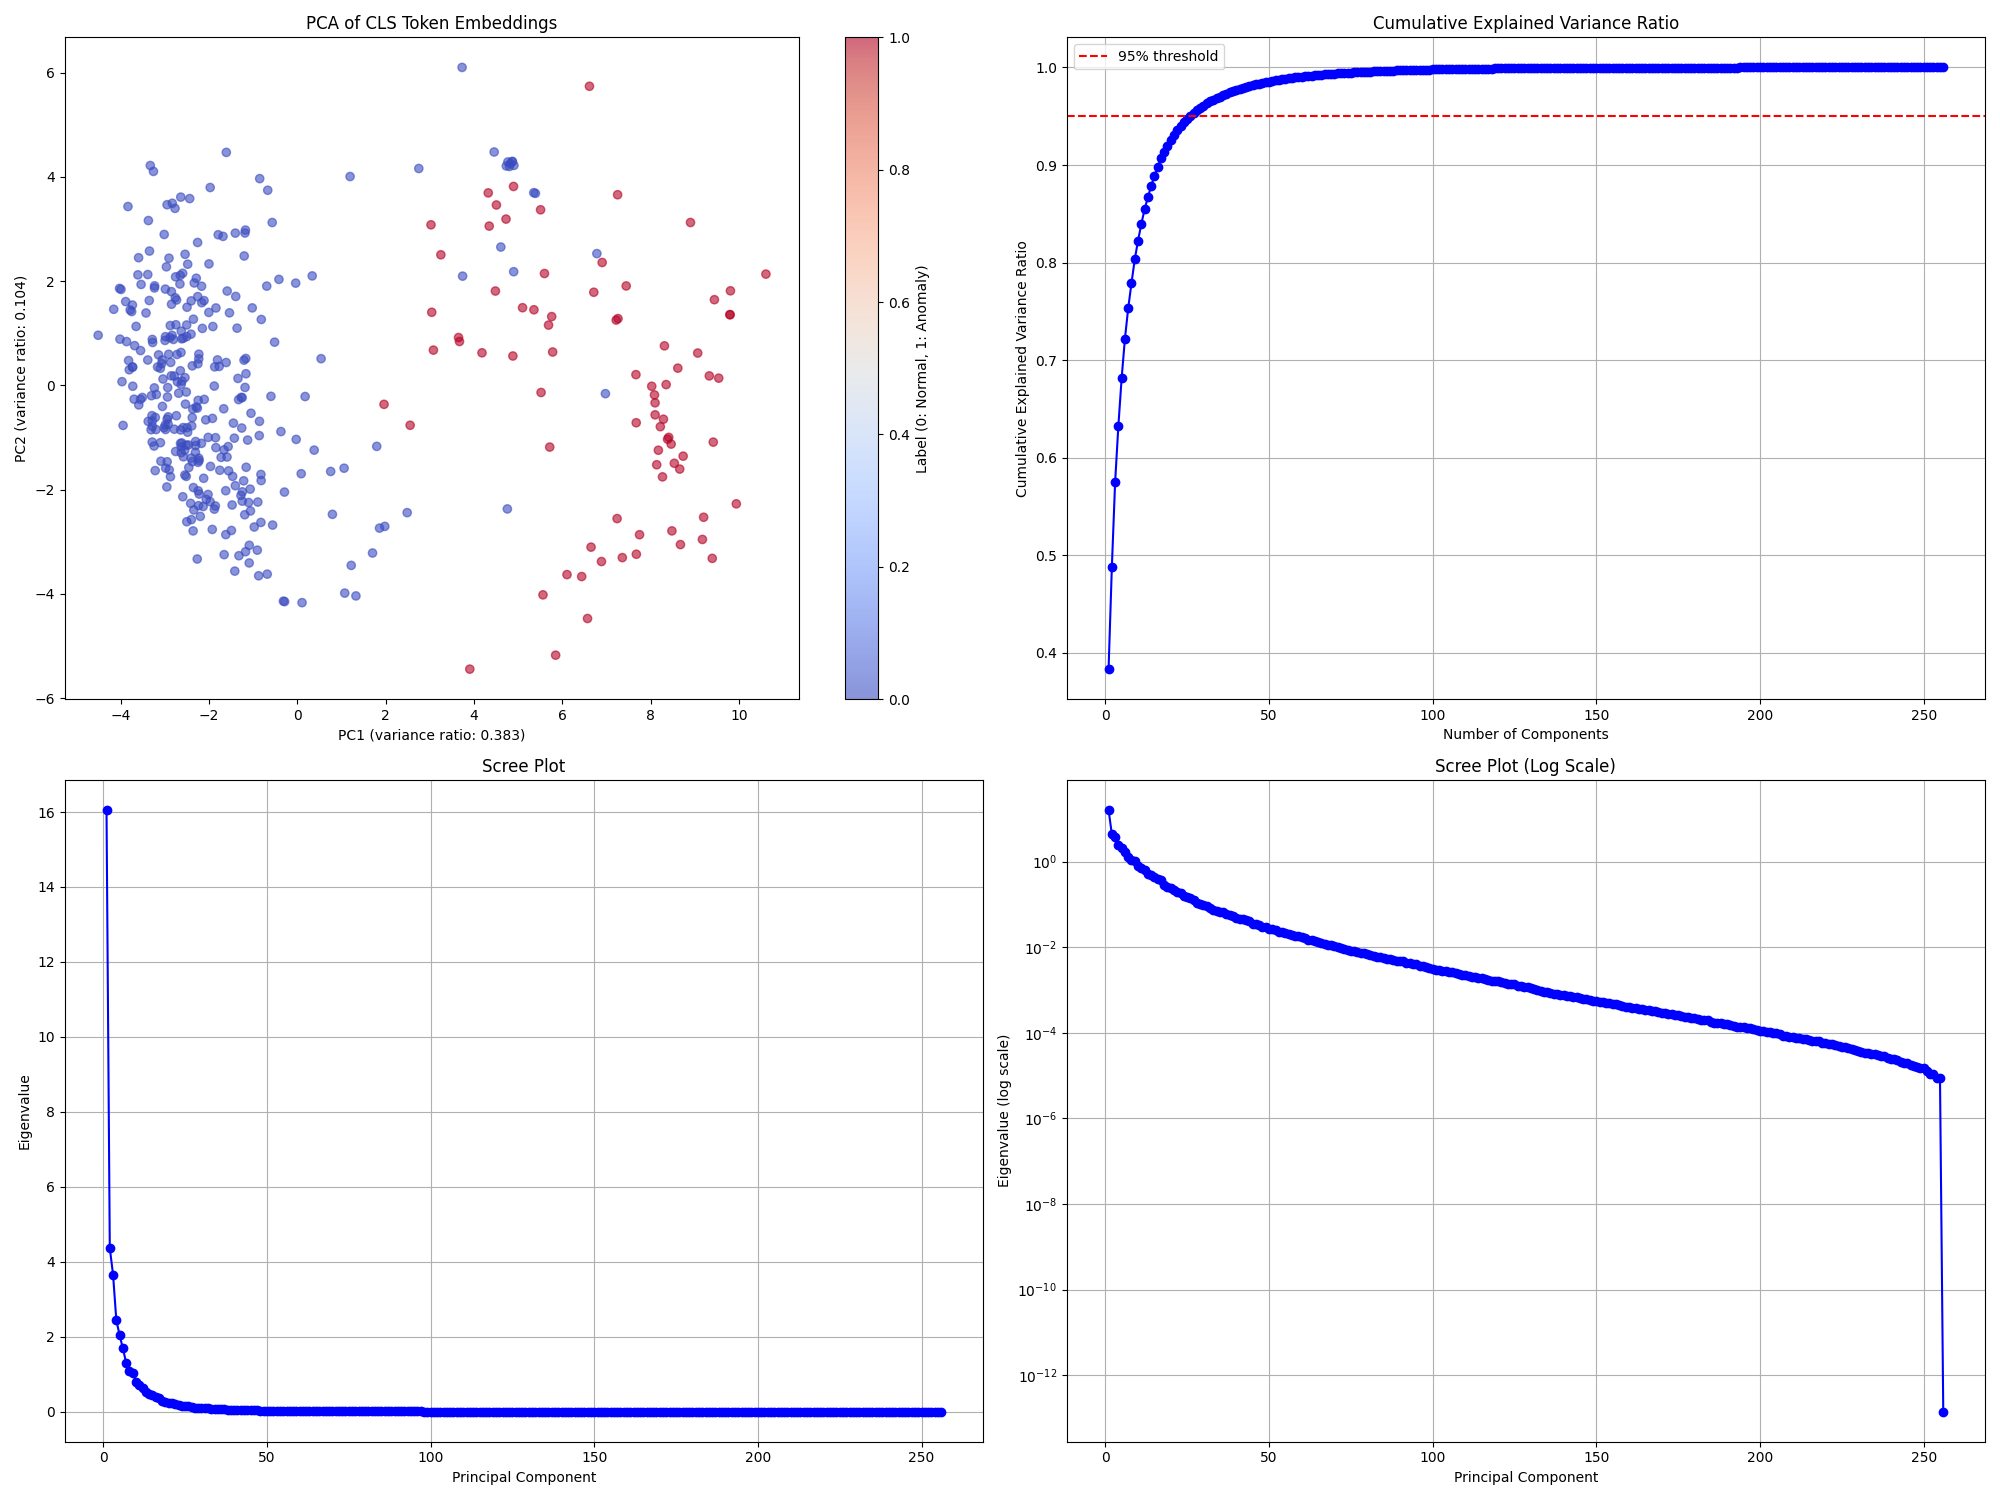 PCA of CLS Token Embeddings
6
4
2
0
−2
−4
−6
PC2 (variance ratio: 0.104)
−4 −2 0 2 4 6 8 10
PC1 (variance ratio: 0.383)
1.0
0.8
0.6
0.4
0.2
0.0
Label (0: Normal, 1: Anomaly)
Cumulative Explained Variance Ratio
95% threshold
1.0
0.9
0.8
0.7
0.6
0.5
0.4
Cumulative Explained Variance Ratio
0 50 100 150 200 250
Number of Components
Scree Plot
16
14
12
10
8
6
4
2
0
Eigenvalue
0 50 100 150 200 250
Principal Component
Scree Plot (Log Scale)
10⁰
10⁻²
10⁻⁴
10⁻⁶
10⁻⁸
10⁻¹⁰
10⁻¹²
Eigenvalue (log scale)
0 50 100 150 200 250
Principal Component